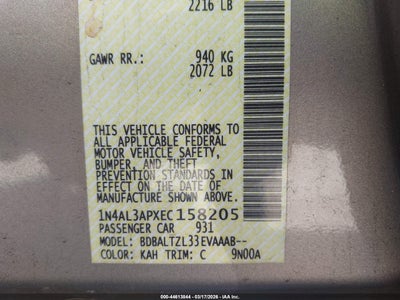 2216 LB
GAWR RR.: 940 KG
2072 LB
THIS VEHICLE CONFORMS TO
ALL APPLICABLE FEDERAL
MOTOR VEHICLE SAFETY,
BUMPER, AND THEFT
PREVENTION STANDARDS IN
EFFECT ON THE DATE OF
MANUFACTURE SHOWN ABOVE.
1N4AL3APXEC158205
PASSENGER CAR 931
MODEL: BDBALTZL33EVAAAB--
COLOR: KAH TRIM: C 9N00A
000-44613844 - 03/17/2026 - IAAI